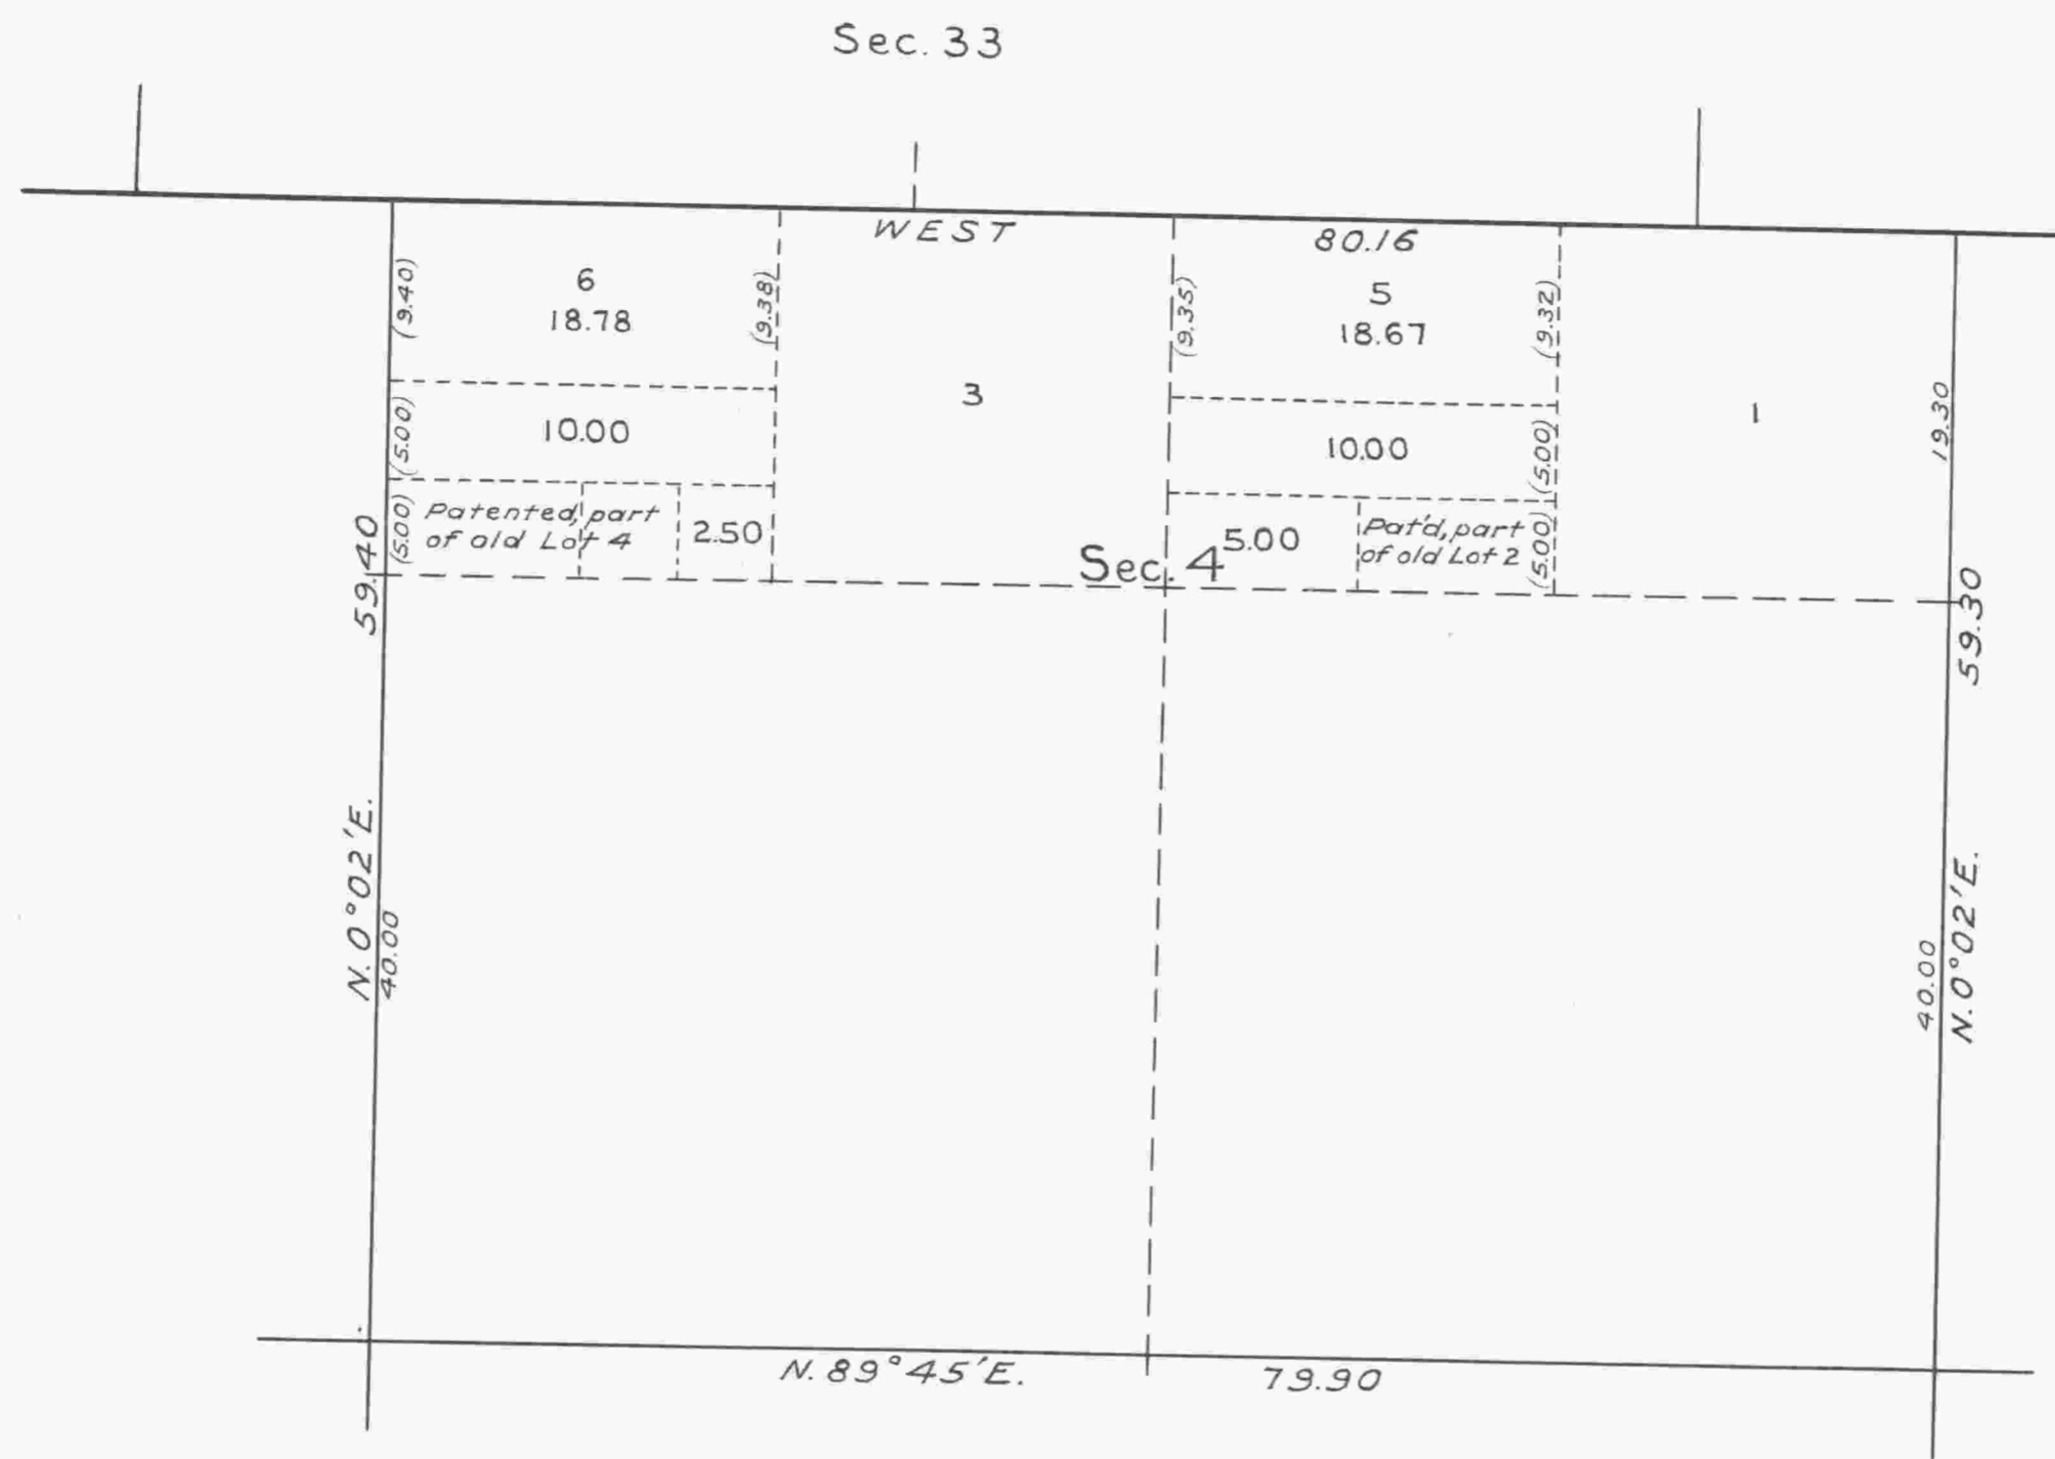 Sec. 33
WEST
80.16
6
18.78
(9.40)
(9.38)
3
(9.35)
5
18.67
(9.32)
1
19.30
10.00
(5.00)
10.00
(5.00)
Patented, part
of old Lot 4
(5.00)
2.50
Sec. 4
5.00
Pat'd, part
of old Lot 2
(5.00)
59.40
59.30
N. 0° 02' E.
40.00
40.00
N. 0° 02' E.
N. 89° 45' E.
79.90